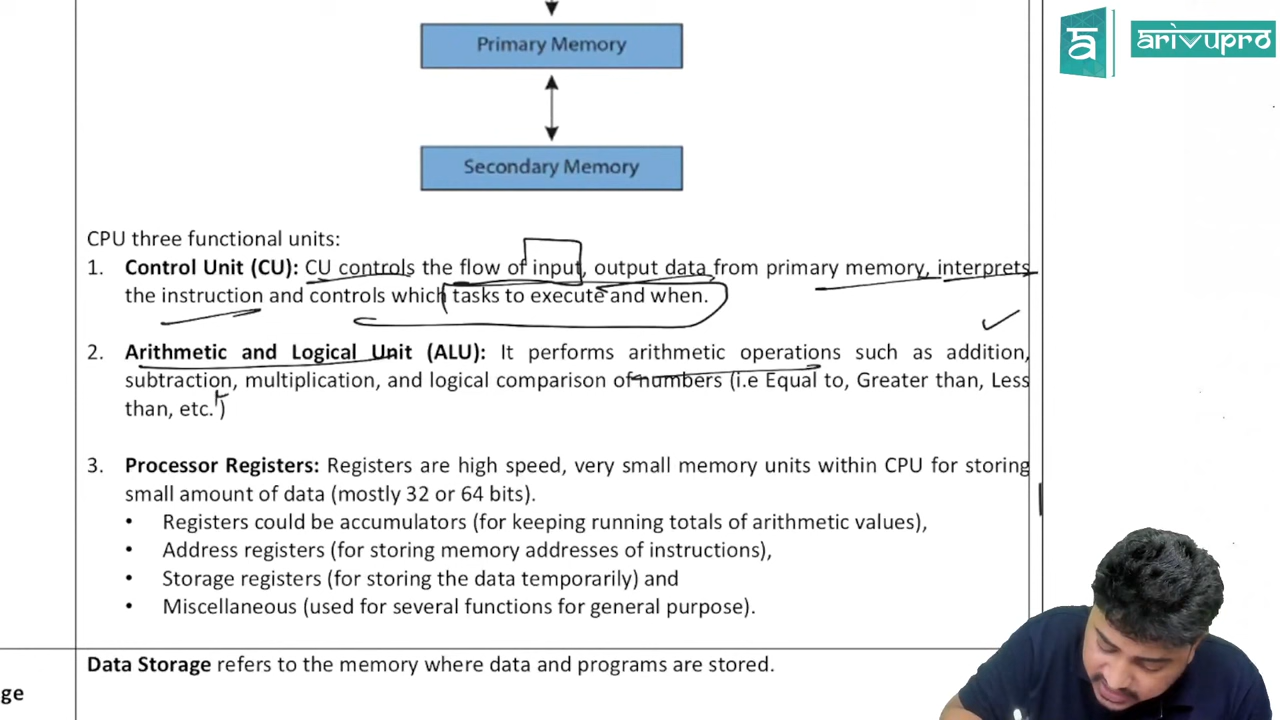 Primary Memory
Secondary Memory
CPU three functional units:
1. Control Unit (CU): CU controls the flow of input, output data from primary memory, interprets
the instruction and controls which tasks to execute and when.
2. Arithmetic and Logical Unit (ALU): It performs arithmetic operations such as addition,
subtraction, multiplication, and logical comparison of numbers (i.e Equal to, Greater than, Less
than, etc.)
3. Processor Registers: Registers are high speed, very small memory units within CPU for storing
small amount of data (mostly 32 or 64 bits).
• Registers could be accumulators (for keeping running totals of arithmetic values),
• Address registers (for storing memory addresses of instructions),
• Storage registers (for storing the data temporarily) and
• Miscellaneous (used for several functions for general purpose).
Data Storage refers to the memory where data and programs are stored.
ge
arivupro